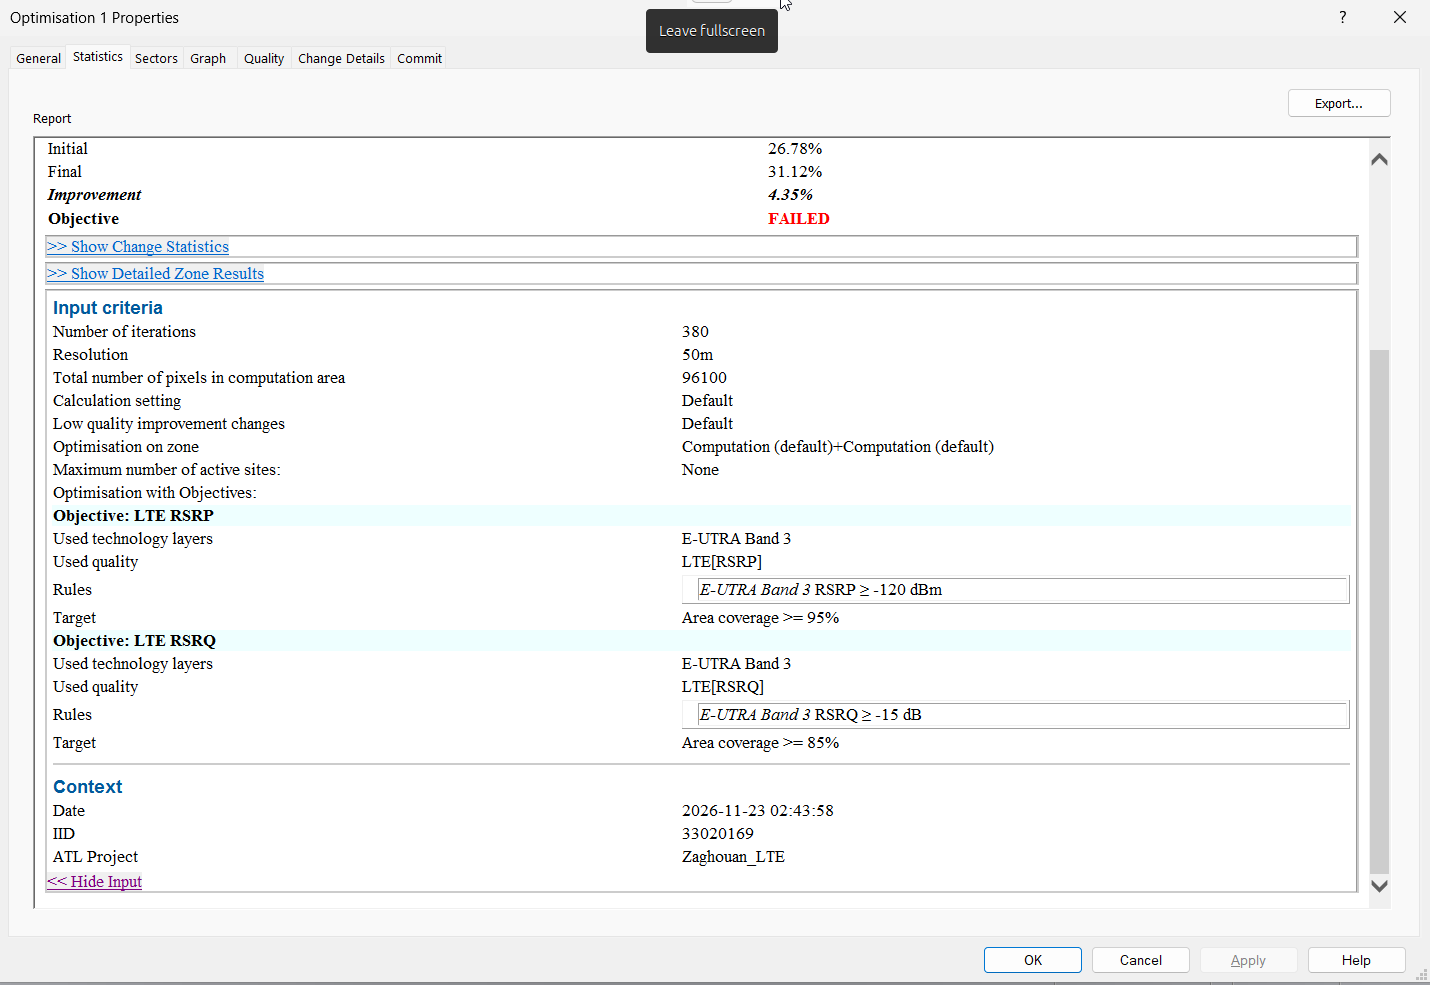 Optimisation 1 Properties
Leave fullscreen
?
General Statistics Sectors Graph Quality Change Details Commit
Export...
Report
Initial 26.78%
Final 31.12%
Improvement 4.35%
Objective FAILED
>> Show Change Statistics
>> Show Detailed Zone Results
Input criteria
Number of iterations 380
Resolution 50m
Total number of pixels in computation area 96100
Calculation setting Default
Low quality improvement changes Default
Optimisation on zone Computation (default)+Computation (default)
Maximum number of active sites: None
Optimisation with Objectives:
Objective: LTE RSRP
Used technology layers E-UTRA Band 3
Used quality LTE[RSRP]
Rules E-UTRA Band 3 RSRP ≥ -120 dBm
Target Area coverage >= 95%
Objective: LTE RSRQ
Used technology layers E-UTRA Band 3
Used quality LTE[RSRQ]
Rules E-UTRA Band 3 RSRQ ≥ -15 dB
Target Area coverage >= 85%
Context
Date 2026-11-23 02:43:58
IID 33020169
ATL Project Zaghouan_LTE
<< Hide Input
OK Cancel Apply Help